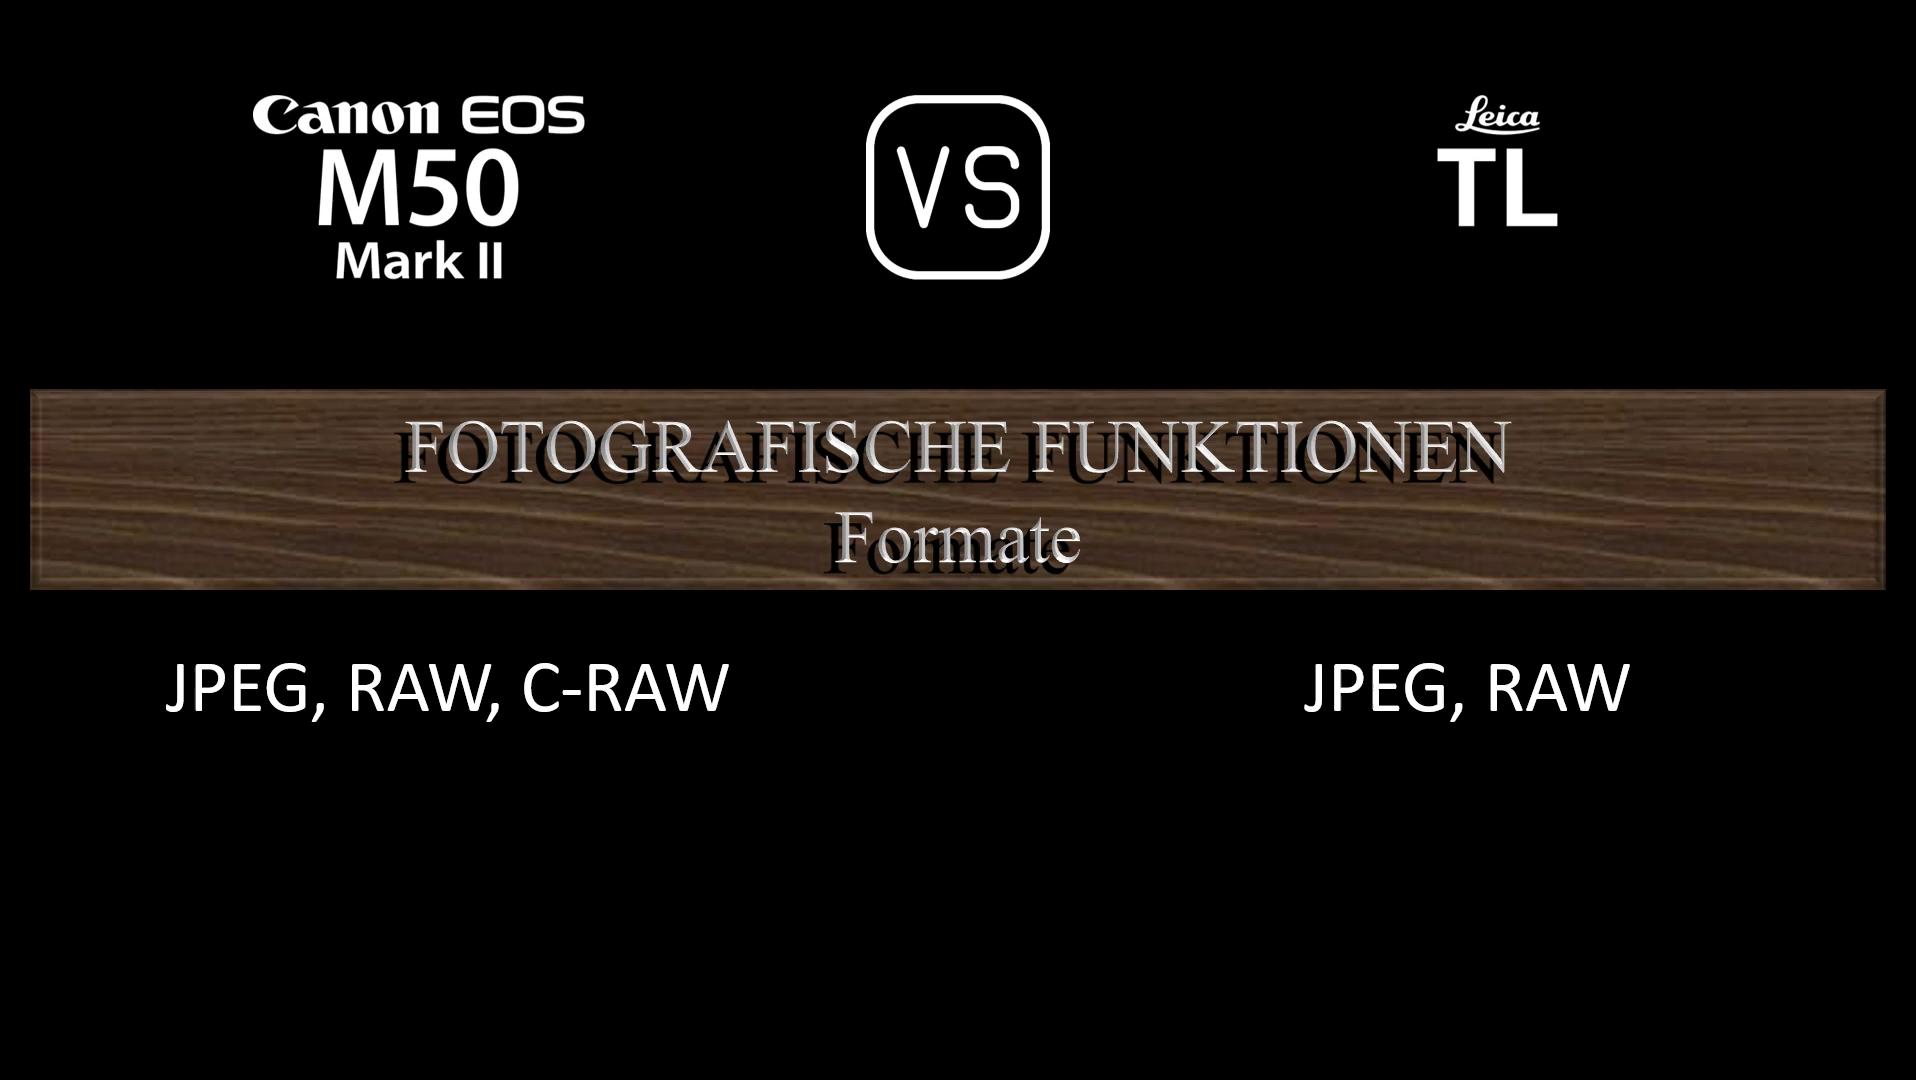 Canon EOS
M50
Mark II
VS
Leica
TL
FOTOGRAFISCHE FUNKTIONEN
Formate
JPEG, RAW, C-RAW
JPEG, RAW